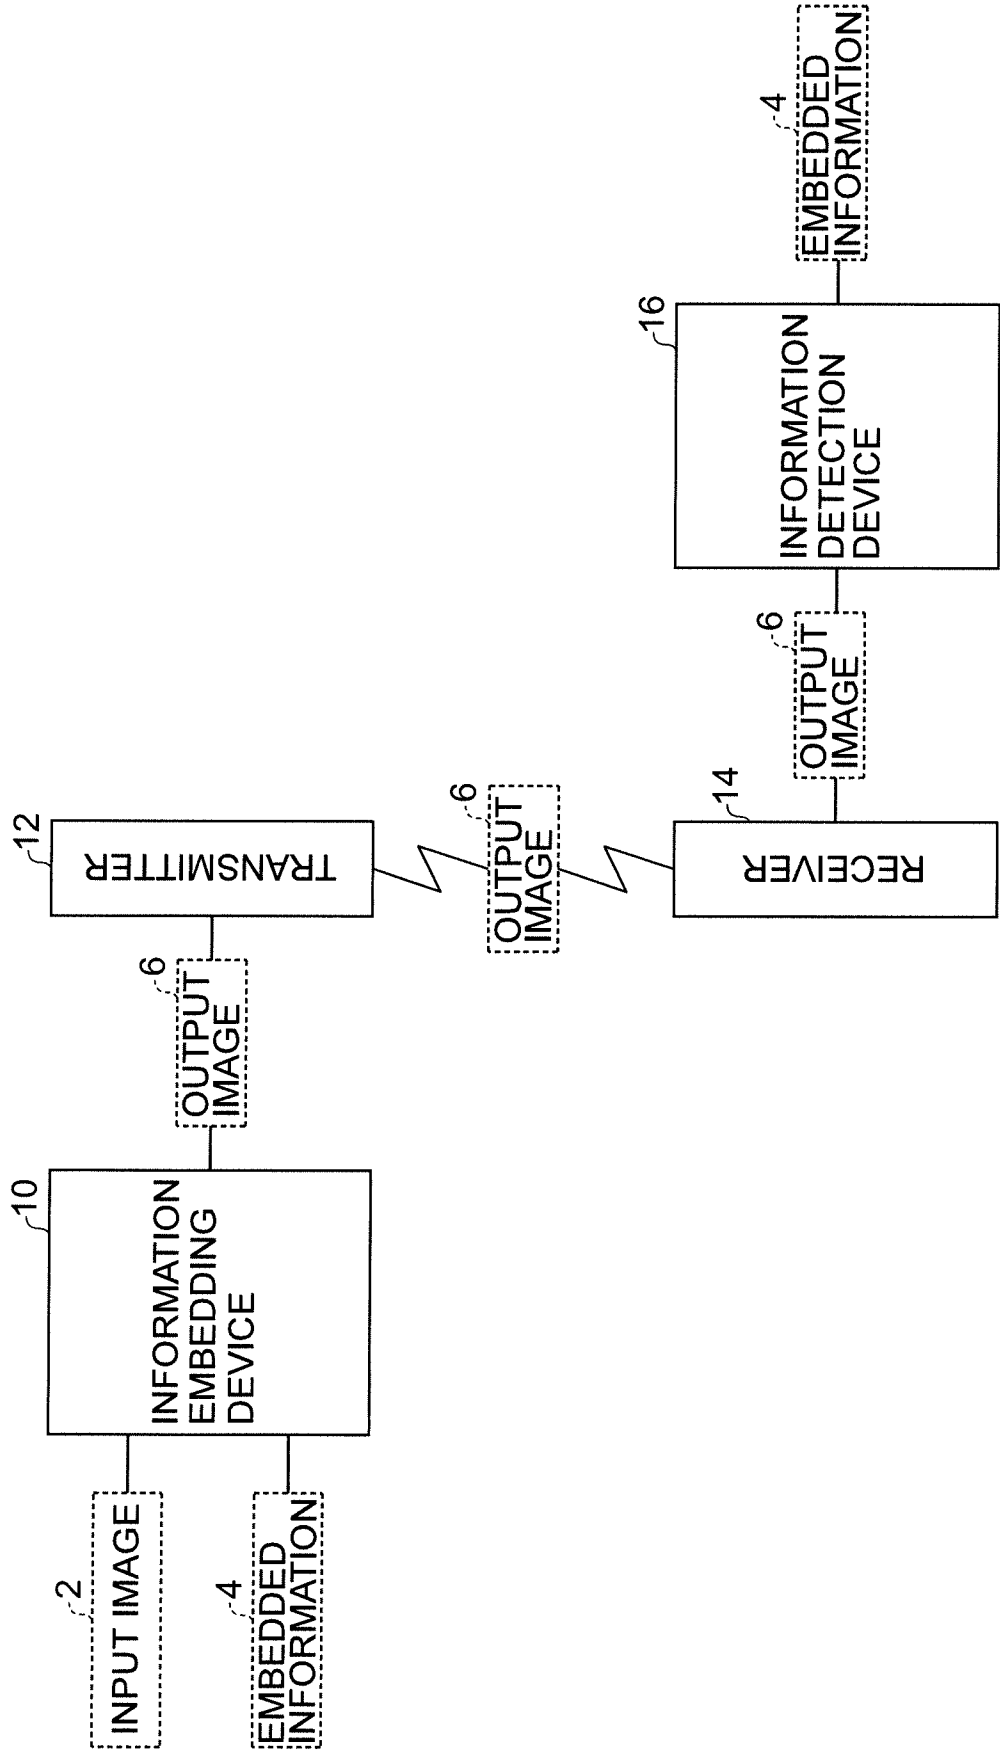 2
INPUT IMAGE
4
EMBEDDED
INFORMATION
10
INFORMATION
EMBEDDING
DEVICE
6
OUTPUT
IMAGE
12
TRANSMITTER
6
OUTPUT
IMAGE
14
RECEIVER
6
OUTPUT
IMAGE
16
INFORMATION
DETECTION
DEVICE
4
EMBEDDED
INFORMATION